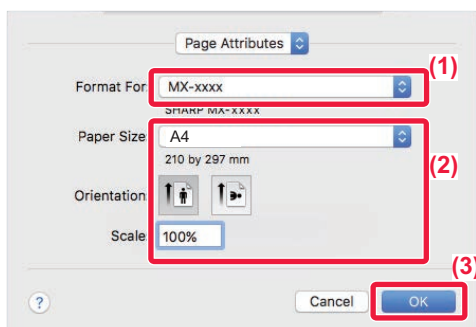 Page Attributes
(1)
Format For: MX-xxxx
SHARP MX-xxxx
Paper Size: A4
210 by 297 mm
(2)
Orientation:
Scale: 100%
(3)
? Cancel OK